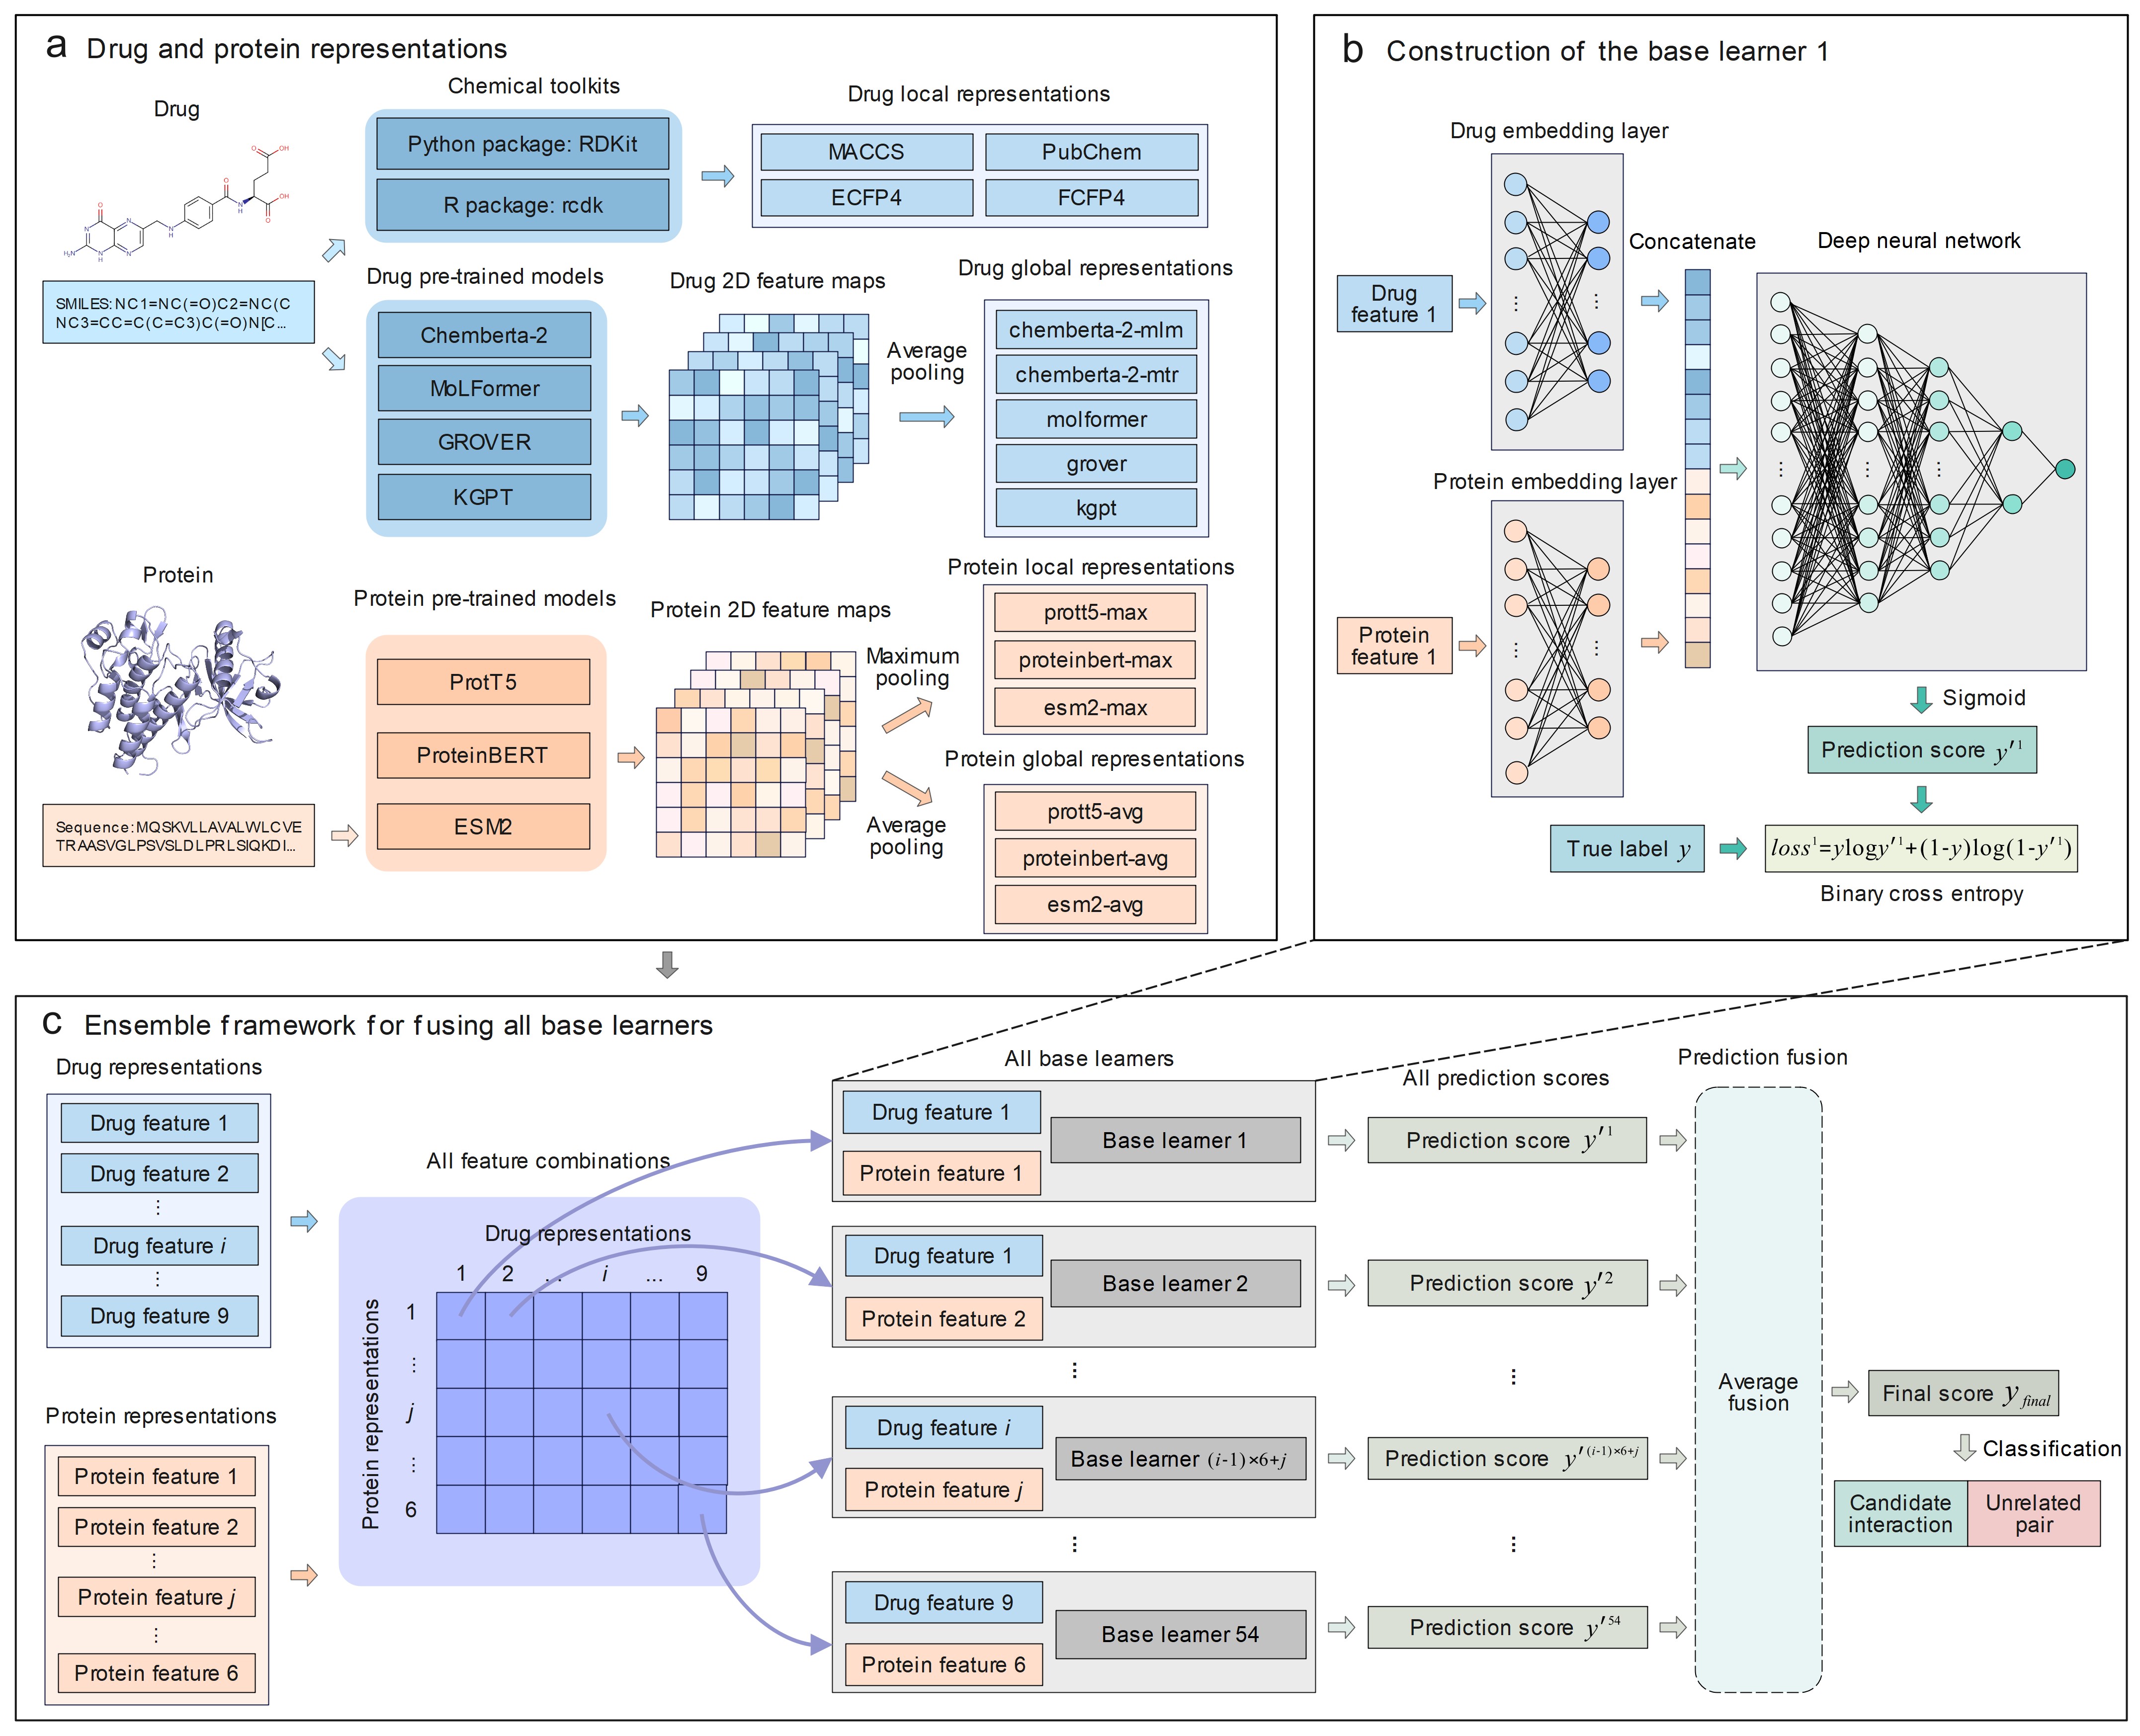 a Drug and protein representations
Drug
SMILES: NC1=NC(=O)C2=NC(C
NC3=CC=C(C=C3)C(=O)N[C...
Chemical toolkits
Python package: RDKit
R package: rcdk
Drug local representations
MACCS
PubChem
ECFP4
FCFP4
Drug pre-trained models
Chemberta-2
MoLFormer
GROVER
KGPT
Drug 2D feature maps
Average
pooling
Drug global representations
chemberta-2-mlm
chemberta-2-mtr
molformer
grover
kgpt
Protein
Sequence: MQSKVLLAVALWLCVE
TRAASVGLPSVSLDLPRLSIQKDI...
Protein pre-trained models
ProtT5
ProteinBERT
ESM2
Protein 2D feature maps
Maximum
pooling
Average
pooling
Protein local representations
prott5-max
proteinbert-max
esm2-max
Protein global representations
prott5-avg
proteinbert-avg
esm2-avg
b Construction of the base learner 1
Drug embedding layer
Drug
feature 1
Protein embedding layer
Protein
feature 1
Concatenate
Deep neural network
Sigmoid
Prediction score y′¹
True label y
loss¹=ylogy′¹+(1-y)log(1-y′¹)
Binary cross entropy
c Ensemble framework for fusing all base learners
Drug representations
Drug feature 1
Drug feature 2
⋮
Drug feature i
⋮
Drug feature 9
Protein representations
Protein feature 1
Protein feature 2
⋮
Protein feature j
⋮
Protein feature 6
All feature combinations
Drug representations
1 2 ... i ... 9
Protein representations
1
⋮
j
⋮
6
All base learners
Drug feature 1
Protein feature 1
Base learner 1
Drug feature 1
Protein feature 2
Base learner 2
⋮
Drug feature i
Protein feature j
Base learner (i-1)×6+j
⋮
Drug feature 9
Protein feature 6
Base learner 54
All prediction scores
Prediction score y′¹
Prediction score y′²
⋮
Prediction score y′⁽ⁱ⁻¹⁾ˣ⁶⁺ʲ
⋮
Prediction score y′⁵⁴
Prediction fusion
Average
fusion
Final score y final
Classification
Candidate
interaction
Unrelated
pair